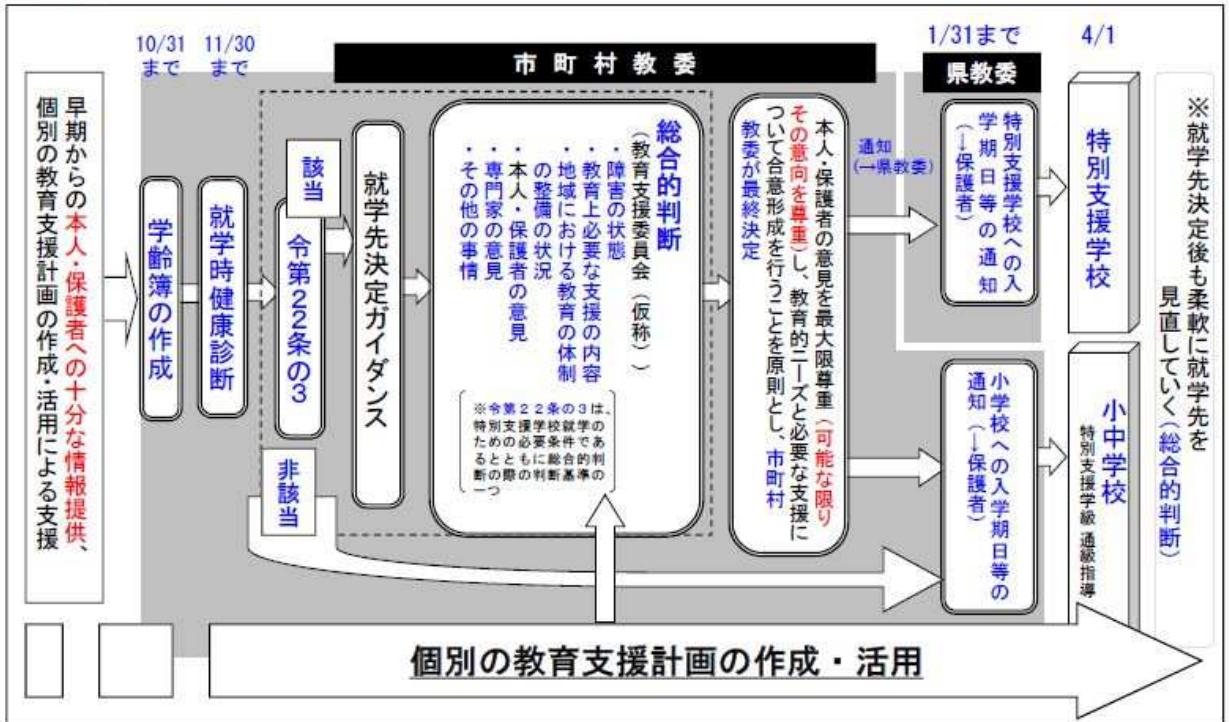 早期からの本人・保護者への十分な情報提供、
個別の教育支援計画の作成・活用による支援
10/31
まで
学齢簿の作成
11/30
まで
就学時健康診断
市町村教委
該当
令第22条の3
非該当
就学先決定ガイダンス
総合的判断
(教育支援委員会(仮称))
・障害の状態
・教育上必要な支援の内容
・地域における教育の体制
の整備の状況
・本人・保護者の意見
・専門家の意見
・その他の事情
※令第22条の3は、
特別支援学校就学の
ための必要条件であ
るとともに総合的判
断の際の判断基準の
一つ
本人・保護者の意見を最大限尊重(可能な限り
その意向を尊重)し、教育的ニーズと必要な支援に
ついて合意形成を行うことを原則とし、市町村
教委が最終決定
通知
(→県教委)
1/31まで
県教委
特別支援学校への入
学期日等の通知
(→保護者)
小学校への入学期日等の
通知(→保護者)
4/1
特別支援学校
小中学校
特別支援学級 通級指導
※就学先決定後も柔軟に就学先を
見直していく(総合的判断)
個別の教育支援計画の作成・活用